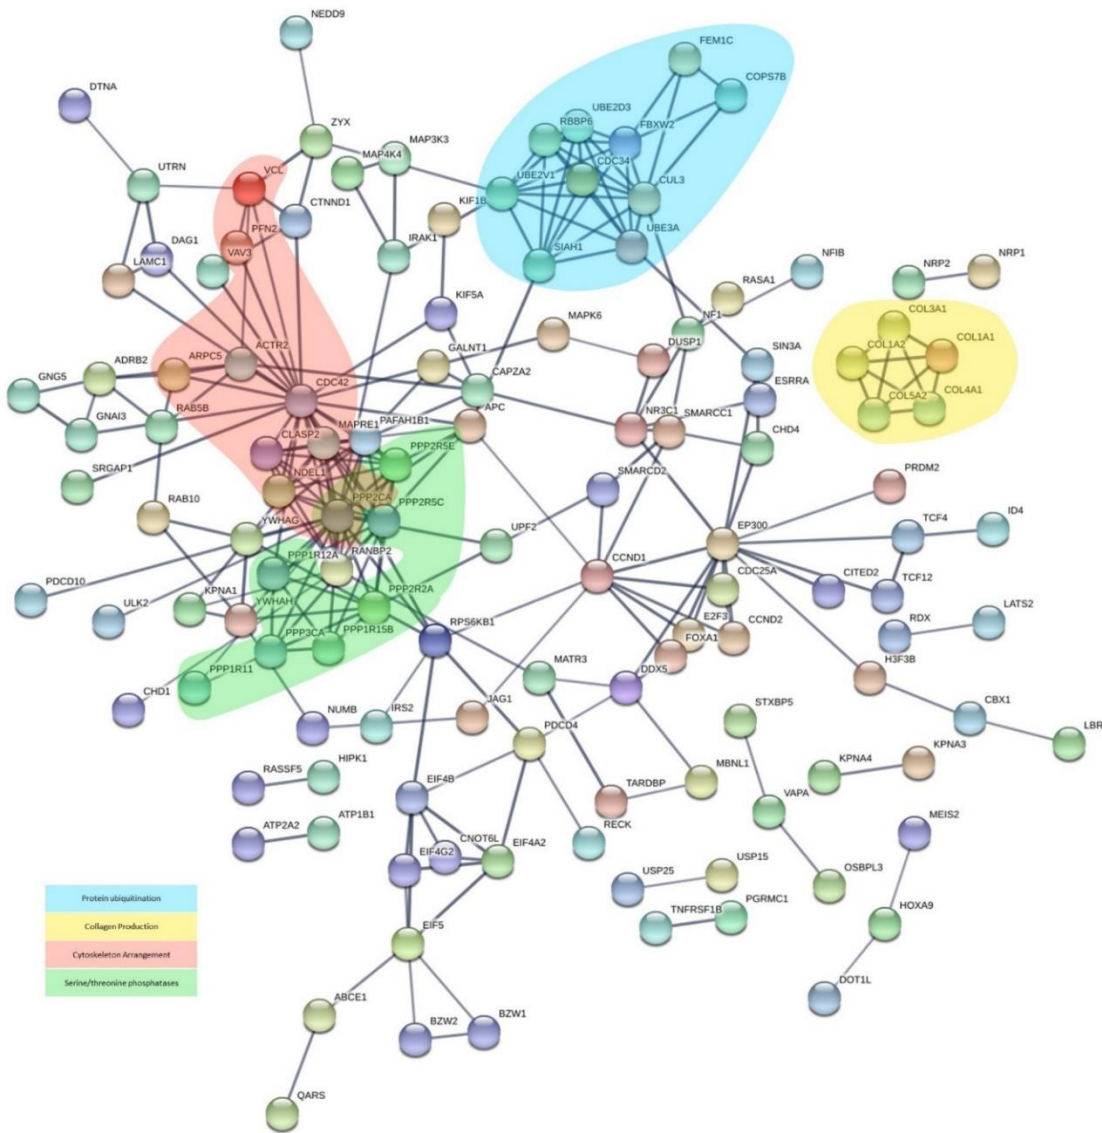 NEDD9
FEM1C
COPS7B
DTNA
ZYX
UBE2D3
RBBP6
FBXW2
MAP3K3
MAP4K4
CDC34
UTRN
VCL
UBE2V1
CUL3
CTNND1
KIF1B
PFN2
UBE3A
DAG1
VAV3
IRAK1
SIAH1
LAMC1
NFIB
NRP1
RASA1
NRP2
KIF5A
COL3A1
MAPK6
NF1
COL1A1
ACTR2
GALNT1
DUSP1
SIN3A
COL1A2
ADRB2
ARPC5
CAPZA2
ESRRA
COL4A1
CDC42
COL5A2
GNG5
APC
NR3C1
SMARCC1
GNAI3
RAB5B
MAPRE1
PAFAH1B1
CLASP2
CHD4
PPP2R5E
SRGAP1
NDEL1
SMARCD2
PRDM2
PPP2CA
RAB10
PPP2R5C
EP300
TCF4
ID4
YWHAG
UPF2
PPP1R12A
RANBP2
CCND1
CDC25A
PDCD10
KPNA1
CITED2
TCF12
ULK2
YWHAH
PPP2R2A
E2F3
LATS2
PPP3CA
PPP1R15B
RPS6KB1
FOXA1
CCND2
RDX
PPP1R11
MATR3
DDX5
H3F3B
CHD1
NUMB
IRS2
JAG1
STXBP5
CBX1
PDCD4
LBR
KPNA4
KPNA3
RASSF5
HIPK1
EIF4B
TARDBP
MBNL1
VAPA
ATP2A2
ATP1B1
CNOT6L
EIF4A2
RECK
MEIS2
EIF4G2
USP25
USP15
OSBPL3
Protein ubiquitination
TNFRSF1B
PGRMC1
HOXA9
Collagen Production
EIF5
Cytoskeleton Arrangement
Serine/threonine phosphatases
DOT1L
ABCE1
BZW2
BZW1
QARS